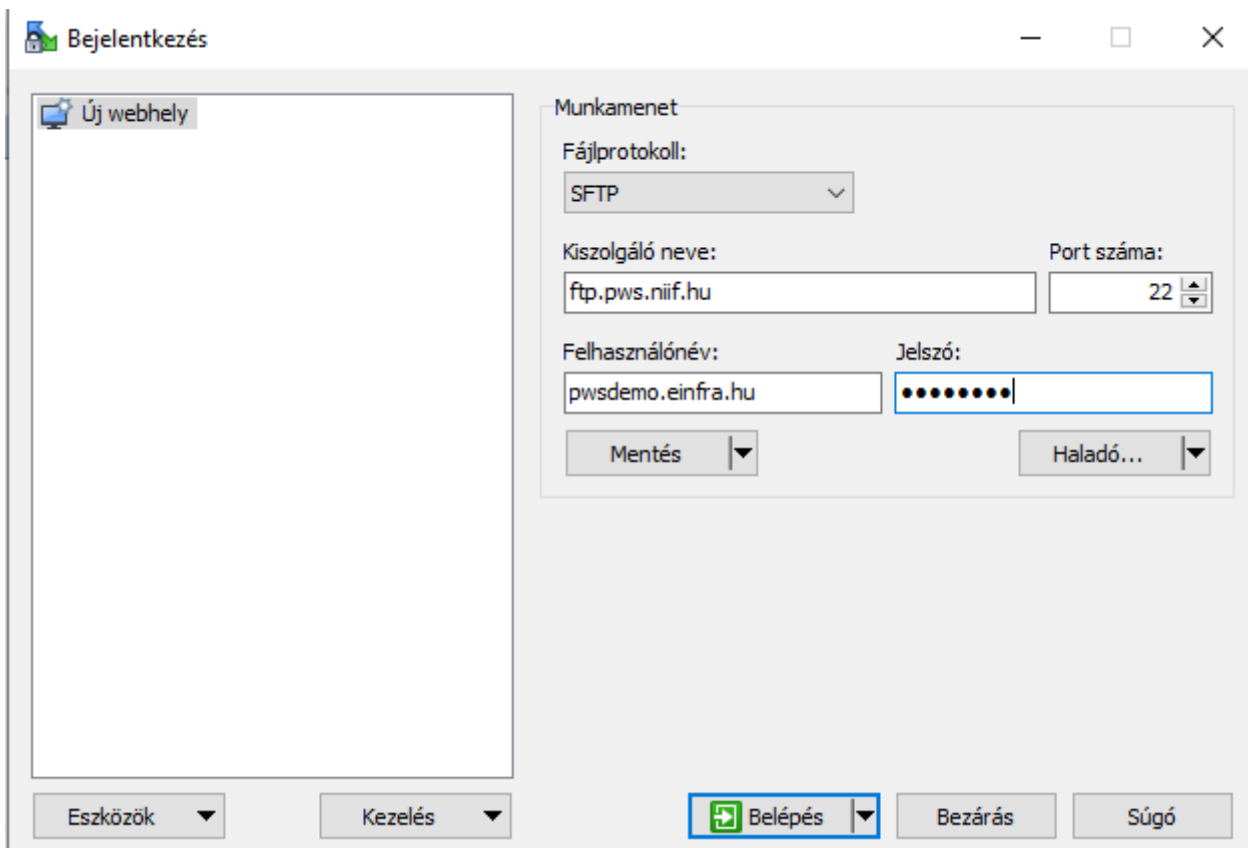 Bejelentkezés
Új webhely
Munkamenet
Fájlprotokoll:
SFTP
Kiszolgáló neve:
Port száma:
ftp.pws.niif.hu
22
Felhasználónév:
Jelszó:
pwsdemo.einfra.hu
●●●●●●●●
Mentés
Haladó...
Eszközök
Kezelés
Belépés
Bezárás
Súgó